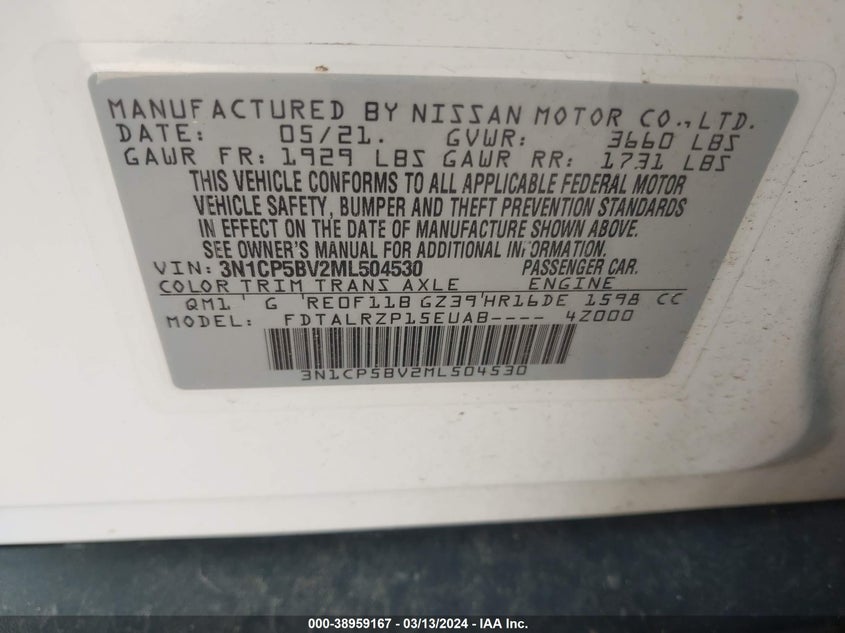 MANUFACTURED BY NISSAN MOTOR CO.,LTD.
DATE: 05/21. GVWR: 3660 LBS
GAWR FR: 1929 LBS GAWR RR: 1731 LBS
THIS VEHICLE CONFORMS TO ALL APPLICABLE FEDERAL MOTOR
VEHICLE SAFETY, BUMPER AND THEFT PREVENTION STANDARDS
IN EFFECT ON THE DATE OF MANUFACTURE SHOWN ABOVE.
SEE OWNER'S MANUAL FOR ADDITIONAL INFORMATION.
VIN: 3N1CP5BV2ML504530 PASSENGER CAR.
COLOR TRIM TRANS AXLE ENGINE
QM1 G RE0F11B GZ39 HR16DE 1598 CC
MODEL: FDTALRZP15EUAB---- 4Z000
3N1CP5BV2ML504530
000-38959167 - 03/13/2024 - IAA Inc.